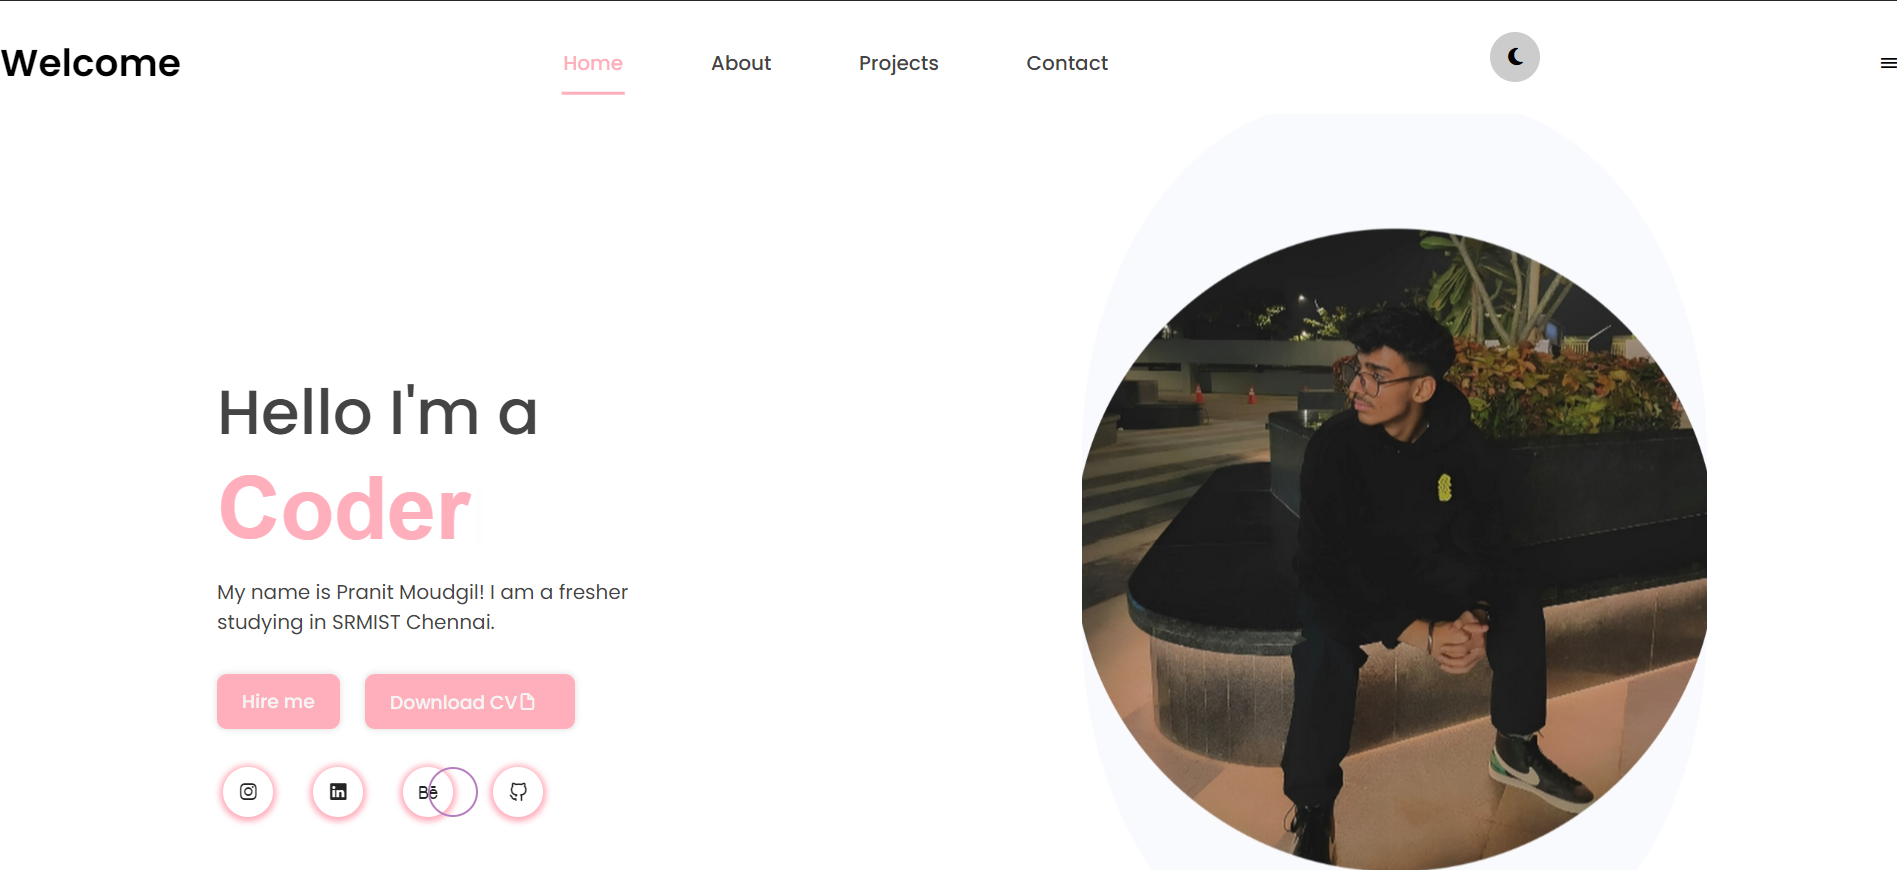 Welcome
Home
About
Projects
Contact
Hello I'm a
Coder
My name is Pranit Moudgil! I am a fresher
studying in SRMIST Chennai.
Hire me
Download CV
in
Bē